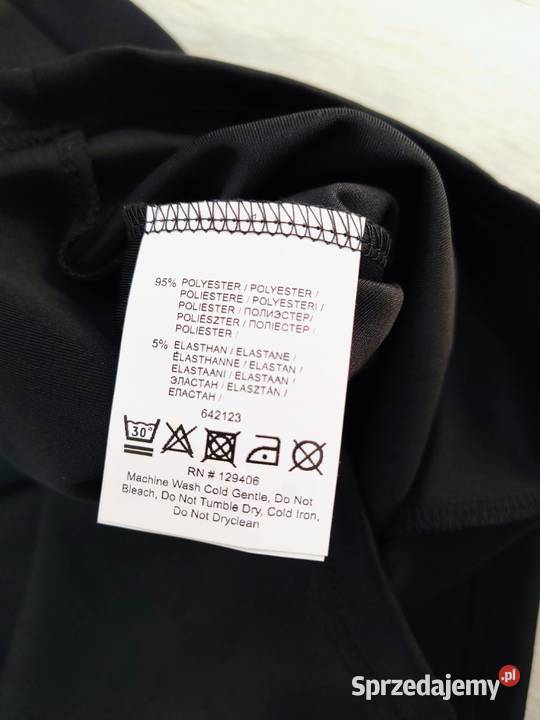 95% POLYESTER / POLYESTER /
POLIESTERE / POLYESTERI /
POLIESTER / ПОЛИЭСТЕР/
POLIÉSZTER / ПОЛІЕСТЕР /
POLIESTER /
5% ELASTHAN / ELASTANE /
ÉLASTHANNE / ELASTAN /
ELASTAANI / ELASTAAN /
ЭЛАСТАН / ELASZTÁN /
ЕЛАСТАН /
642123
30°
RN # 129406
Machine Wash Cold Gentle, Do Not
Bleach, Do Not Tumble Dry, Cold Iron,
Do Not Dryclean
Sprzedajemy.pl